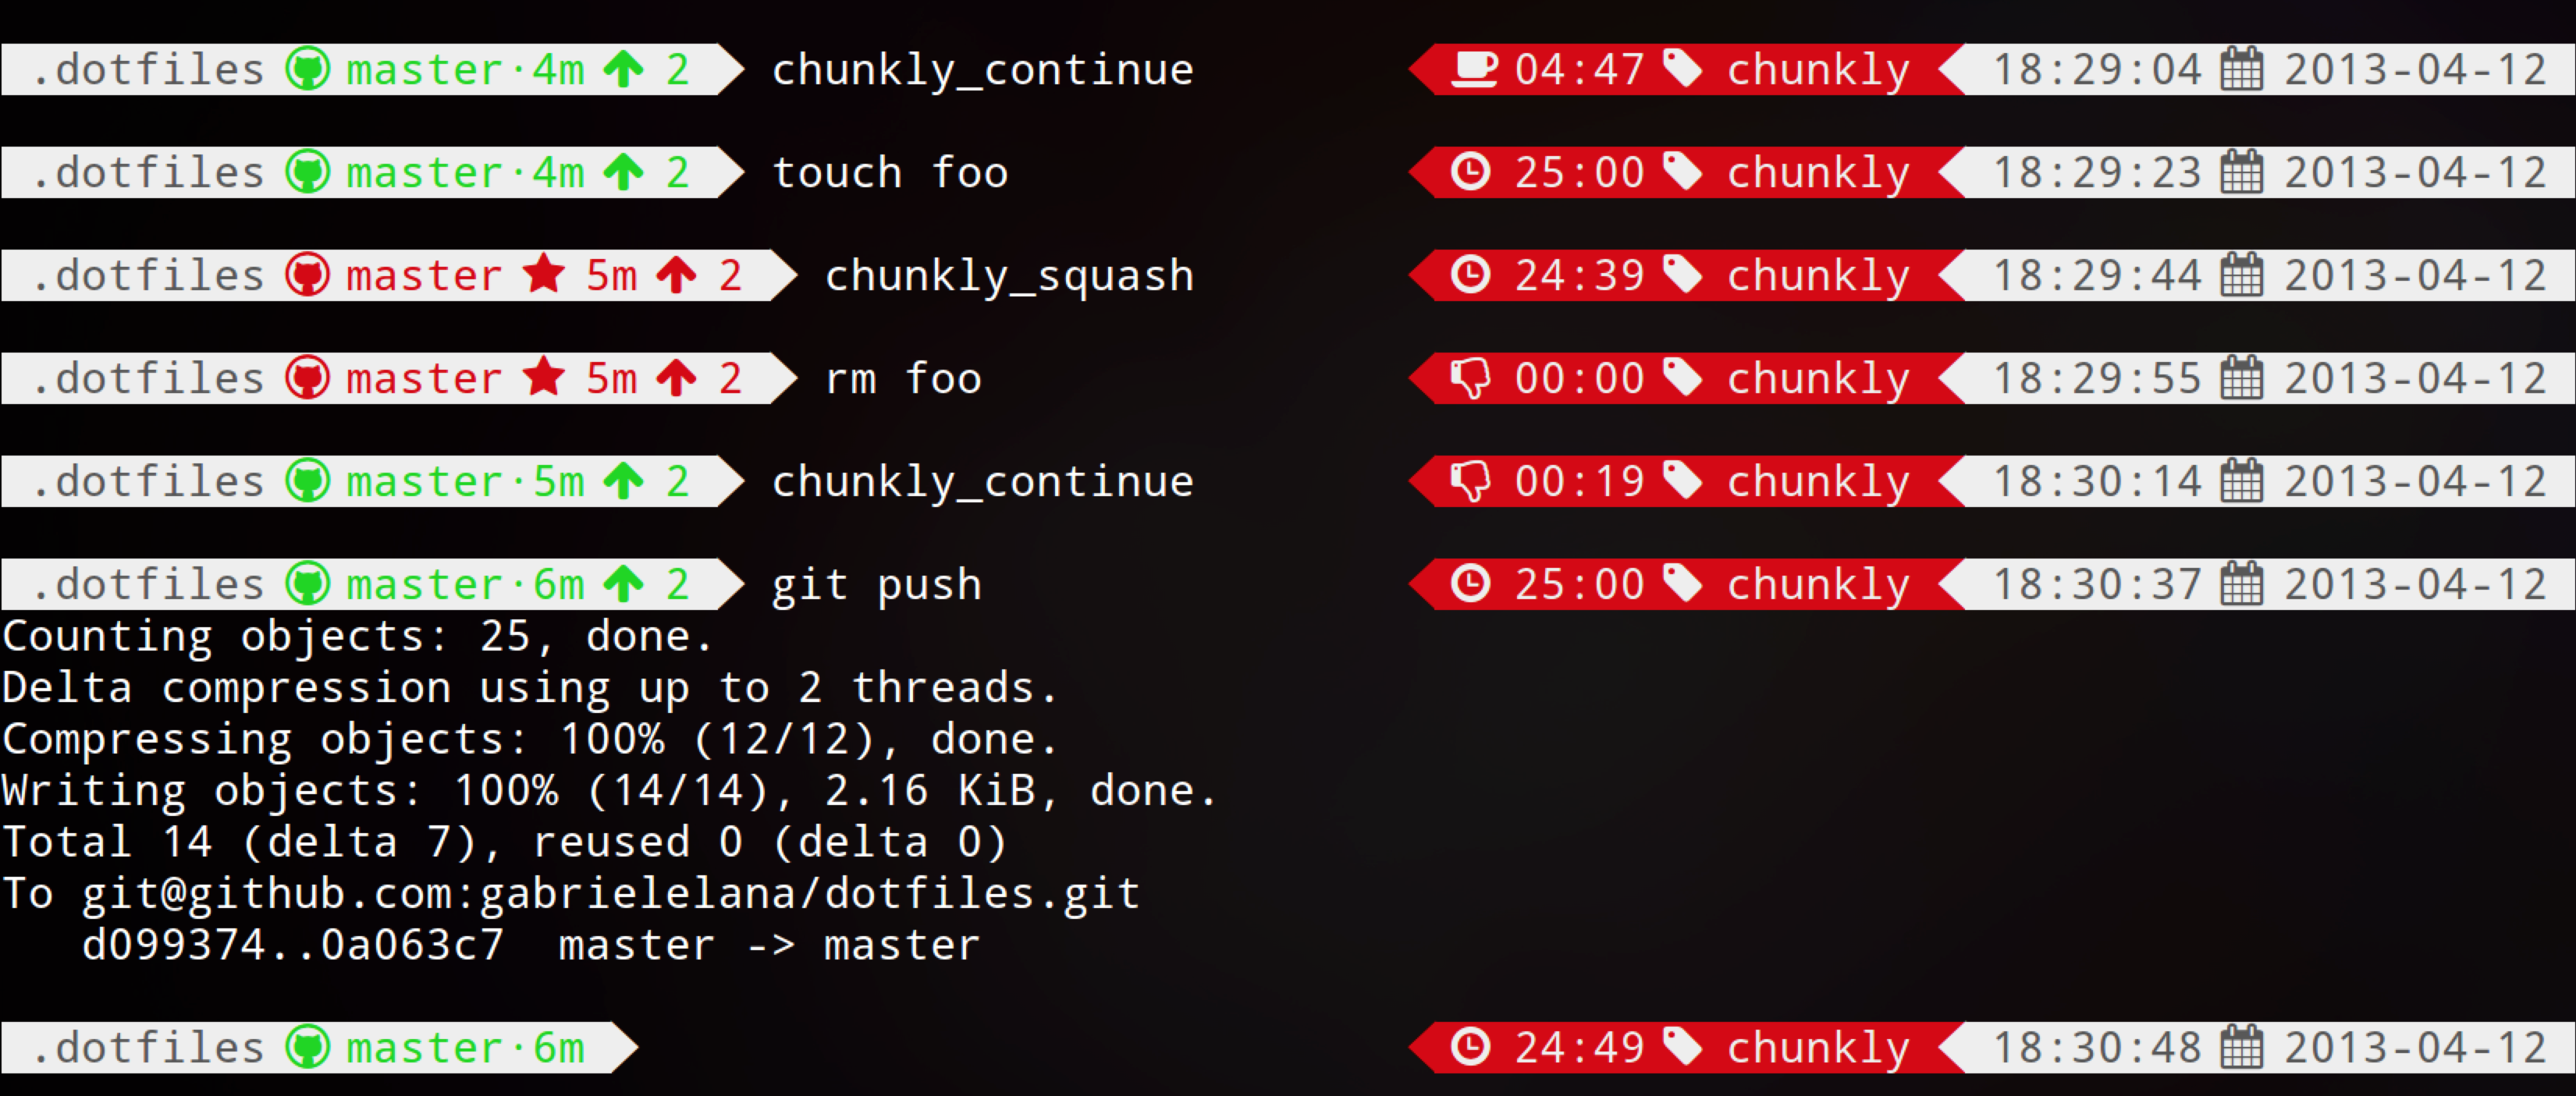 .dotfiles master·4m 2 chunkly_continue 04:47 chunkly 18:29:04 2013-04-12
.dotfiles master·4m 2 touch foo 25:00 chunkly 18:29:23 2013-04-12
.dotfiles master 5m 2 chunkly_squash 24:39 chunkly 18:29:44 2013-04-12
.dotfiles master 5m 2 rm foo 00:00 chunkly 18:29:55 2013-04-12
.dotfiles master·5m 2 chunkly_continue 00:19 chunkly 18:30:14 2013-04-12
.dotfiles master·6m 2 git push 25:00 chunkly 18:30:37 2013-04-12
Counting objects: 25, done.
Delta compression using up to 2 threads.
Compressing objects: 100% (12/12), done.
Writing objects: 100% (14/14), 2.16 KiB, done.
Total 14 (delta 7), reused 0 (delta 0)
To git@github.com:gabrielelana/dotfiles.git
   d099374..0a063c7  master -> master
.dotfiles master·6m 24:49 chunkly 18:30:48 2013-04-12